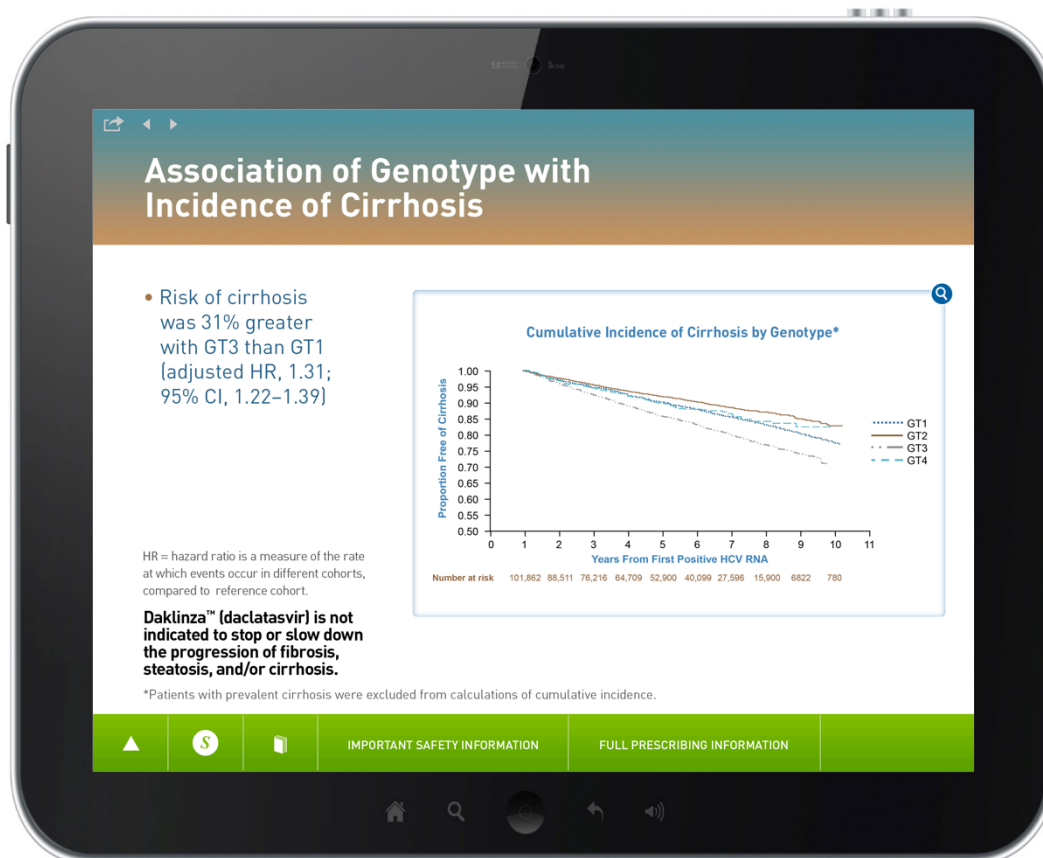 Association of Genotype with
Incidence of Cirrhosis
• Risk of cirrhosis
was 31% greater
with GT3 than GT1
(adjusted HR, 1.31;
95% CI, 1.22–1.39)
HR = hazard ratio is a measure of the rate
at which events occur in different cohorts,
compared to reference cohort.
Daklinza™ (daclatasvir) is not
indicated to stop or slow down
the progression of fibrosis,
steatosis, and/or cirrhosis.
Cumulative Incidence of Cirrhosis by Genotype*
Proportion Free of Cirrhosis
1.00
0.95
0.90
0.85
0.80
0.75
0.70
0.65
0.60
0.55
0.50
0 1 2 3 4 5 6 7 8 9 10 11
Years From First Positive HCV RNA
GT1
GT2
GT3
GT4
Number at risk 101,862 88,511 76,216 64,709 52,900 40,099 27,596 15,900 6822 780
*Patients with prevalent cirrhosis were excluded from calculations of cumulative incidence.
S IMPORTANT SAFETY INFORMATION FULL PRESCRIBING INFORMATION